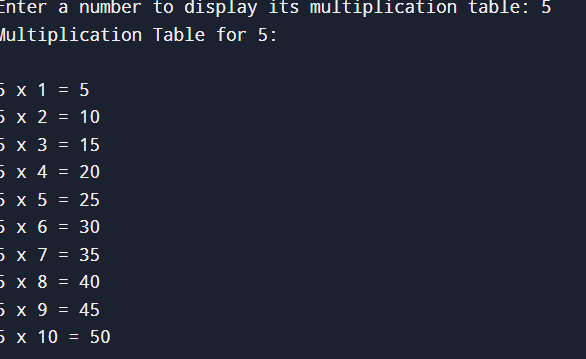 Enter a number to display its multiplication table: 5
Multiplication Table for 5:
5 x 1 = 5
5 x 2 = 10
5 x 3 = 15
5 x 4 = 20
5 x 5 = 25
5 x 6 = 30
5 x 7 = 35
5 x 8 = 40
5 x 9 = 45
5 x 10 = 50